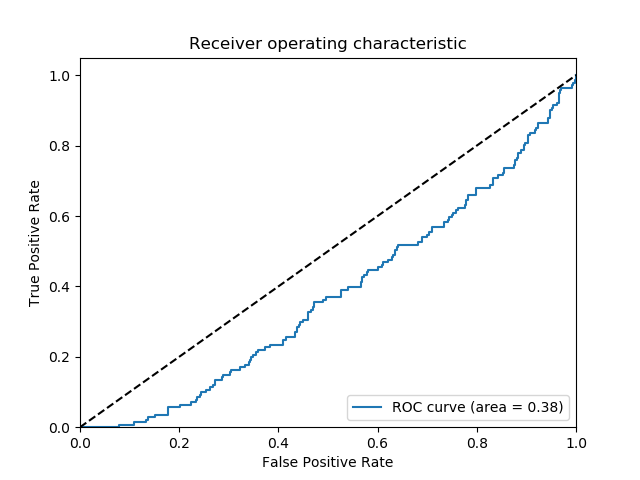 Receiver operating characteristic
1.0
0.8
0.6
0.4
0.2
0.0
True Positive Rate
ROC curve (area = 0.38)
0.0 0.2 0.4 0.6 0.8 1.0
False Positive Rate